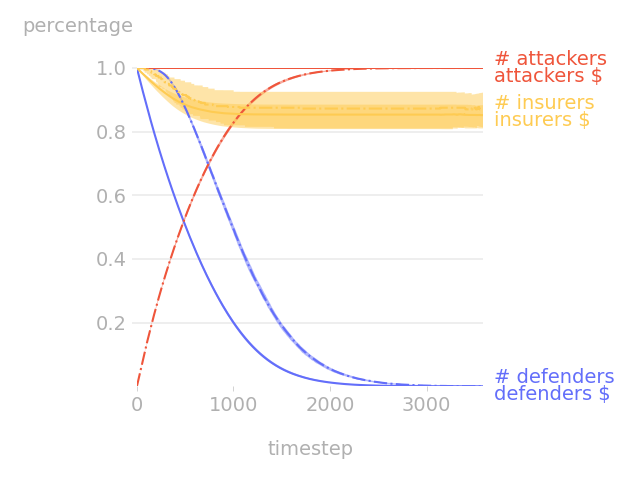 percentage
1.0
0.8
0.6
0.4
0.2
0 1000 2000 3000
timestep
# attackers
attackers $
# insurers
insurers $
# defenders
defenders $